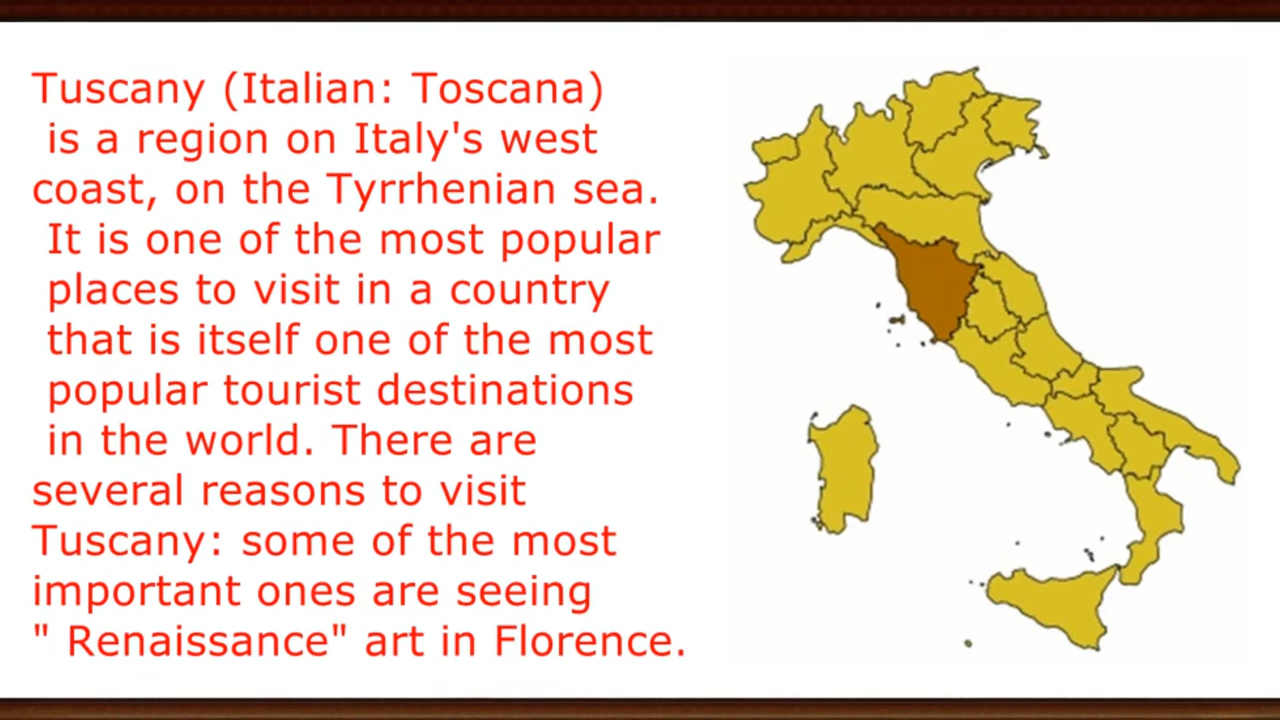 Tuscany (Italian: Toscana)
is a region on Italy's west
coast, on the Tyrrhenian sea.
It is one of the most popular
places to visit in a country
that is itself one of the most
popular tourist destinations
in the world. There are
several reasons to visit
Tuscany: some of the most
important ones are seeing
" Renaissance" art in Florence.